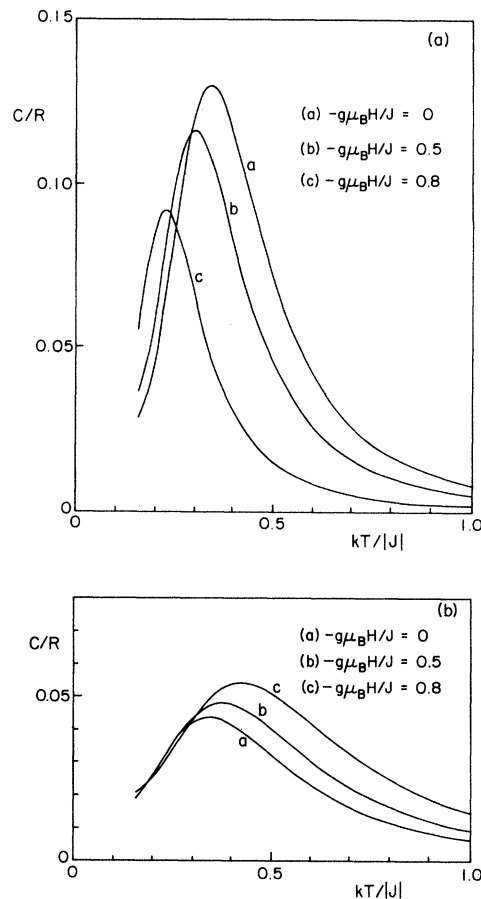 0.15
(a)
C/R
(a) -gμ_BH/J = 0
(b) -gμ_BH/J = 0.5
(c) -gμ_BH/J = 0.8
a
0.10
b
c
0.05
0
0.5
1.0
kT/|J|
(b)
C/R
(a) -gμ_BH/J = 0
(b) -gμ_BH/J = 0.5
(c) -gμ_BH/J = 0.8
0.05
c
b
a
0
0
0.5
1.0
kT/|J|